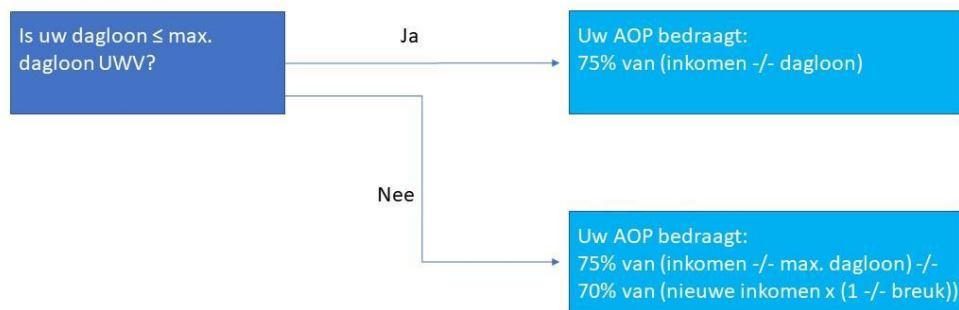 Is uw dagloon ≤ max.
dagloon UWV?
Ja
Uw AOP bedraagt:
75% van (inkomen -/- dagloon)
Nee
Uw AOP bedraagt:
75% van (inkomen -/- max. dagloon) -/-
70% van (nieuwe inkomen x (1 -/- breuk))